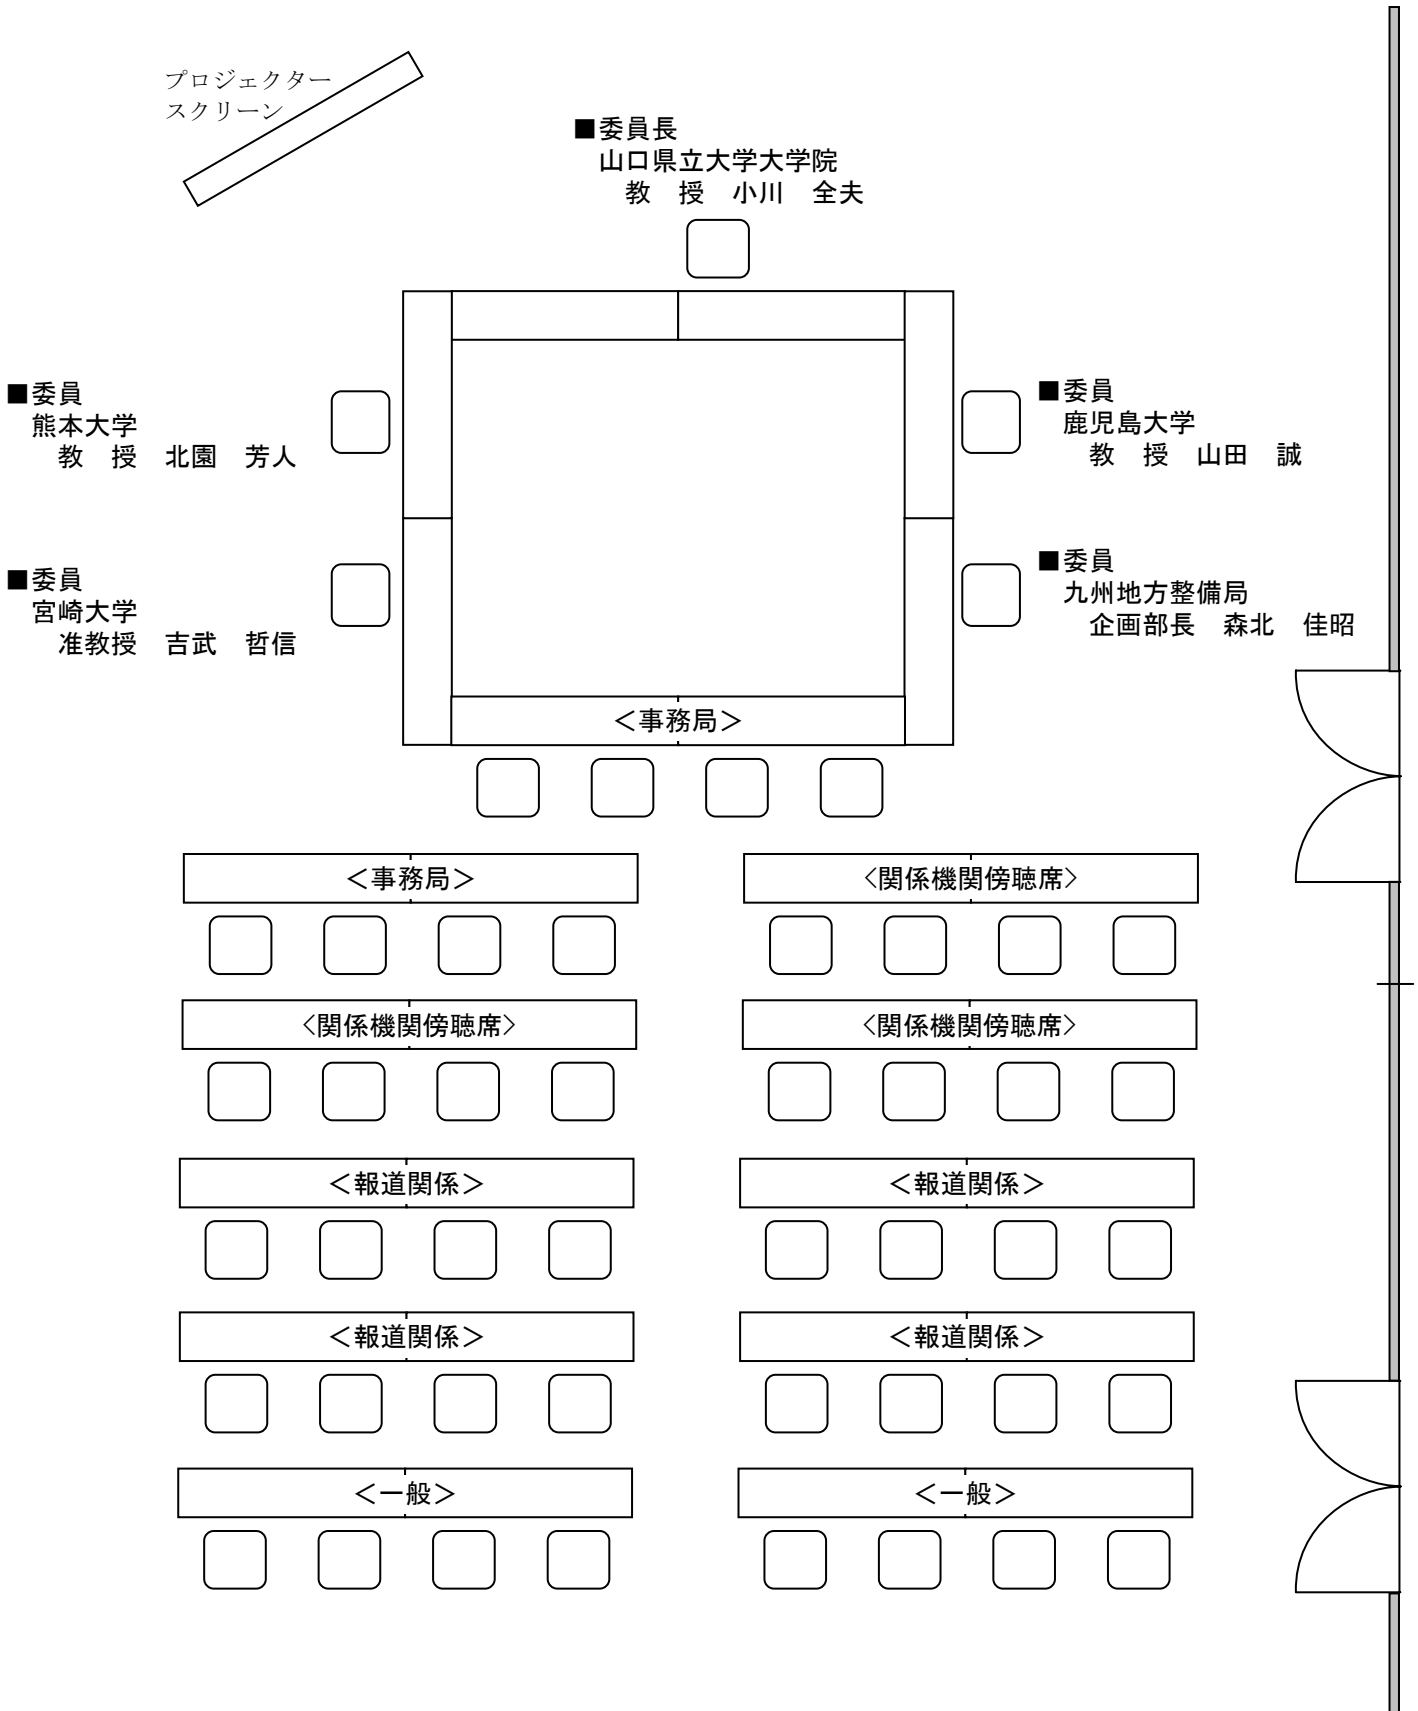 プロジェクター
スクリーン
■委員長
山口県立大学大学院
教　授　小川　全夫
■委員
熊本大学
教　授　北園　芳人
■委員
鹿児島大学
教　授　山田　誠
■委員
宮崎大学
准教授　吉武　哲信
■委員
九州地方整備局
企画部長　森北　佳昭
＜事務局＞
＜事務局＞
〈関係機関傍聴席〉
〈関係機関傍聴席〉
〈関係機関傍聴席〉
＜報道関係＞
＜報道関係＞
＜報道関係＞
＜報道関係＞
＜一般＞
＜一般＞